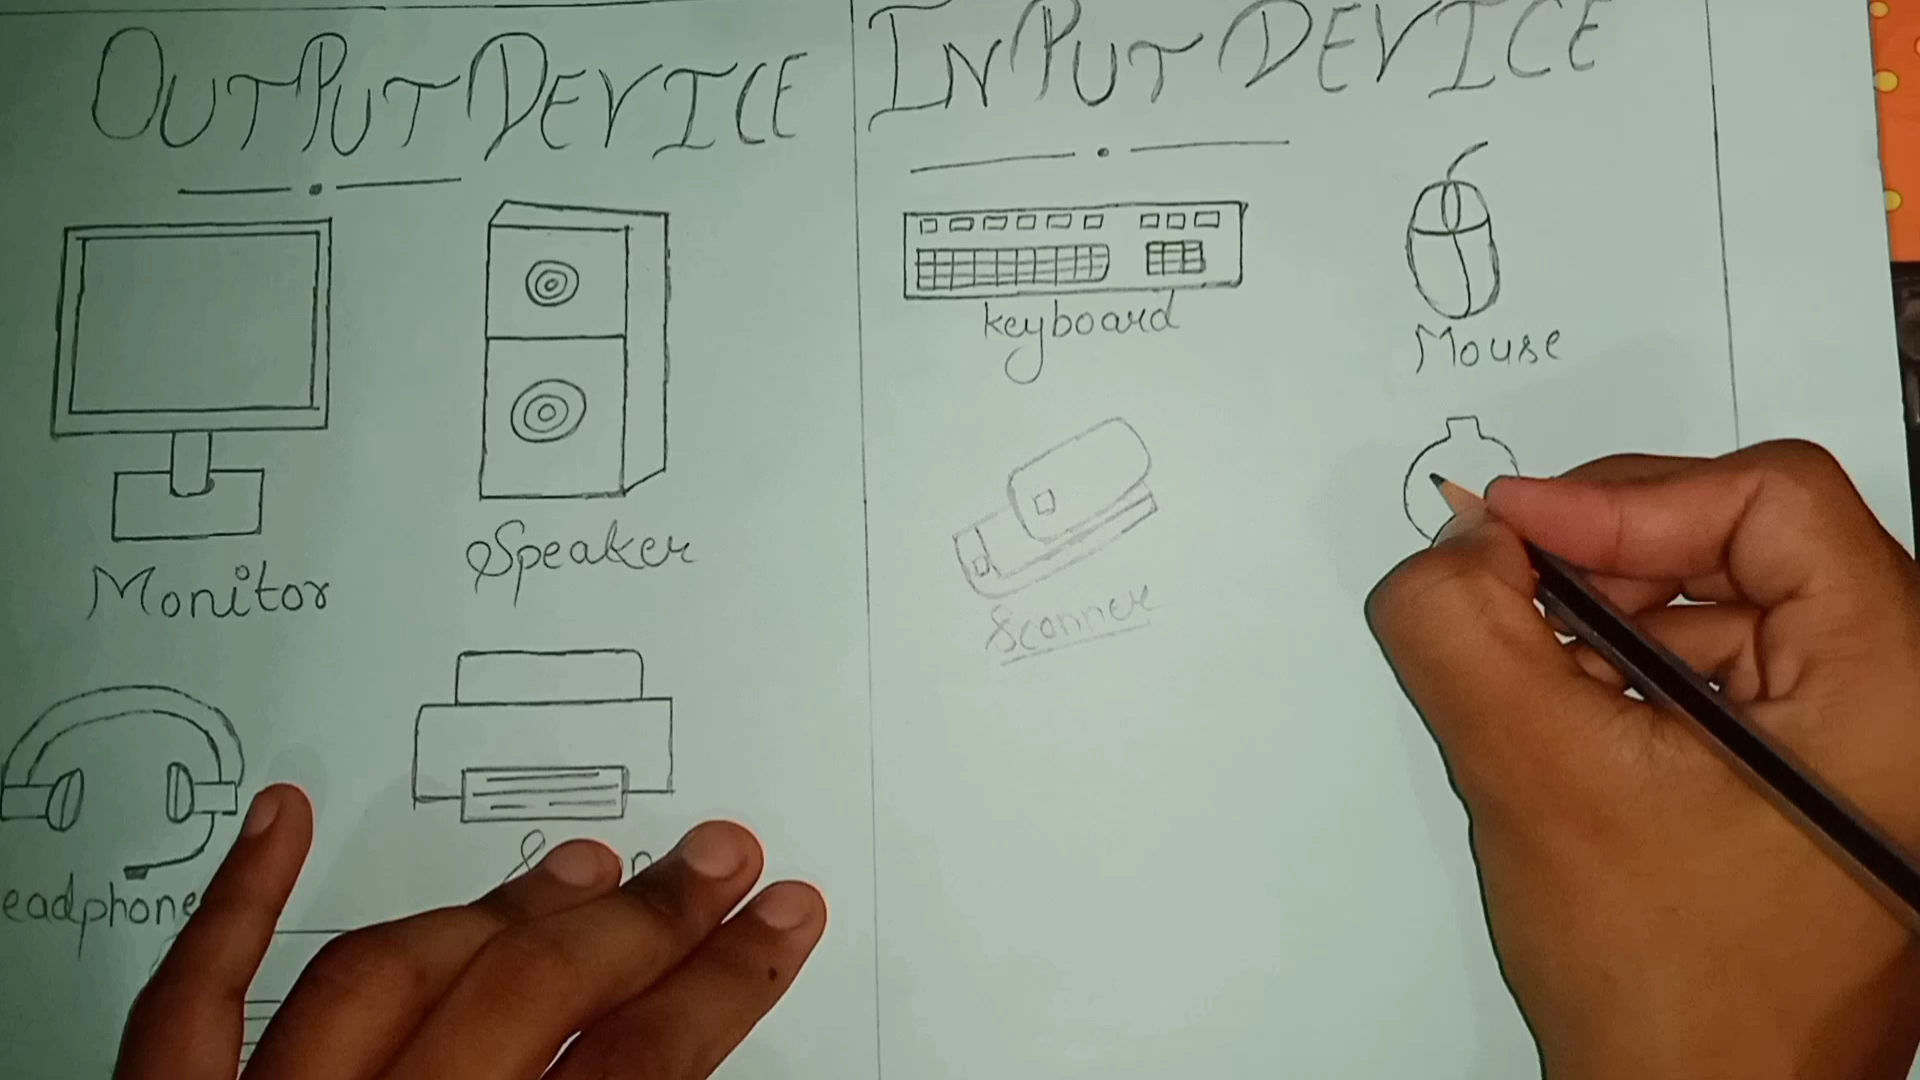 OUTPUT DEVICE
INPUT DEVICE
Monitor
Speaker
keyboard
Mouse
Scanner
eadphone